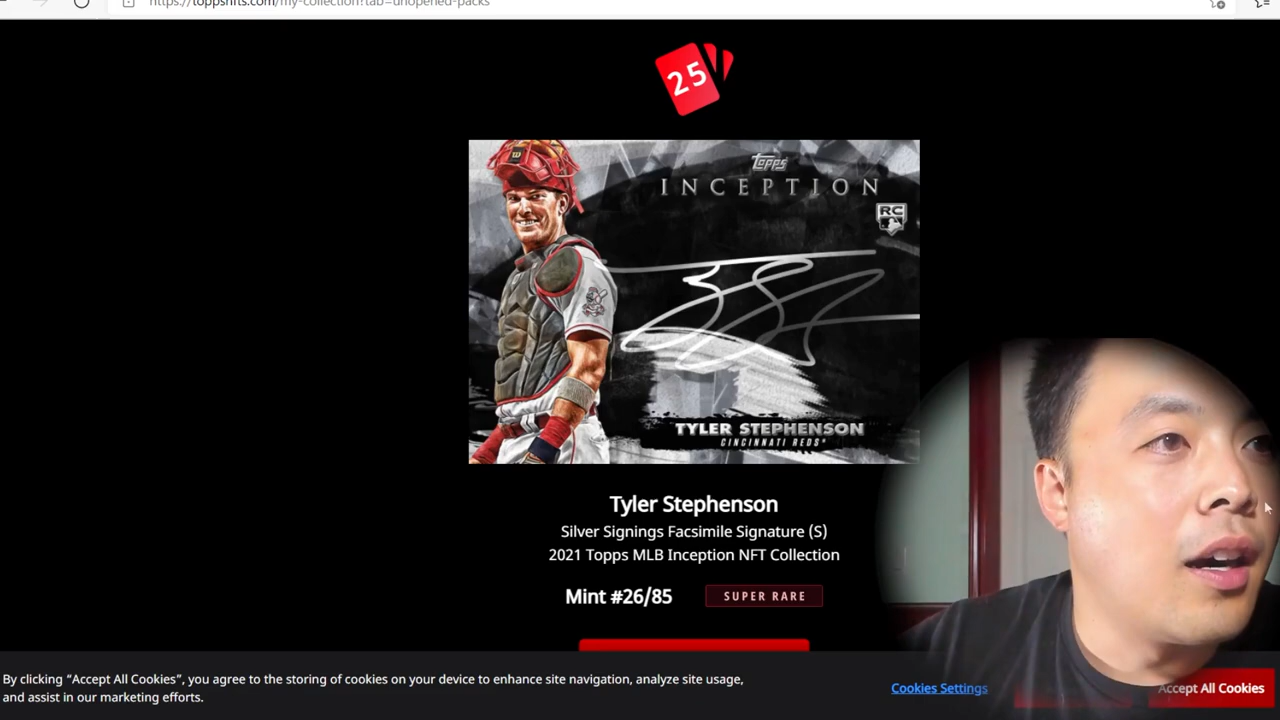 https://toppsnfts.com/my-collection?tab=unopened-packs
25
Topps
INCEPTION
RC
TYLER STEPHENSON
CINCINNATI REDS®
Tyler Stephenson
Silver Signings Facsimile Signature (S)
2021 Topps MLB Inception NFT Collection
Mint #26/85
SUPER RARE
By clicking “Accept All Cookies”, you agree to the storing of cookies on your device to enhance site navigation, analyze site usage,
and assist in our marketing efforts.
Cookies Settings
Accept All Cookies